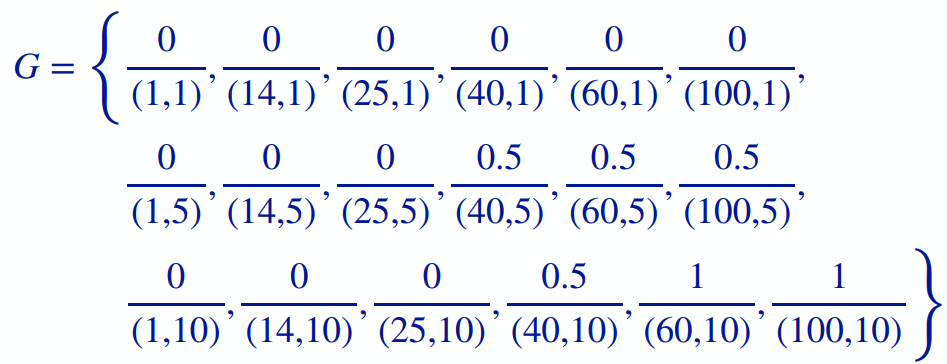 G = { 0/(1,1), 0/(14,1), 0/(25,1), 0/(40,1), 0/(60,1), 0/(100,1),
0/(1,5), 0/(14,5), 0/(25,5), 0.5/(40,5), 0.5/(60,5), 0.5/(100,5),
0/(1,10), 0/(14,10), 0/(25,10), 0.5/(40,10), 1/(60,10), 1/(100,10) }